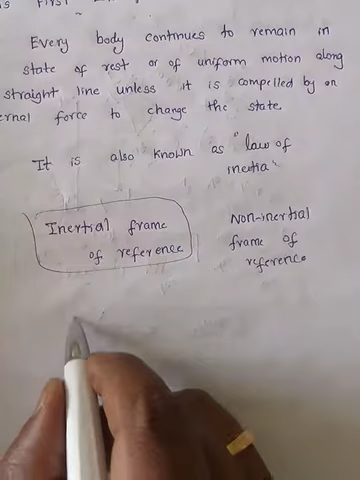 First
Every body continues to remain in
state of rest or of uniform motion along
straight line unless it is compelled by an
ernal force to change the state
It is also known as "law of
inertia"
Inertial frame
of reference
Non-inertial
frame of
reference